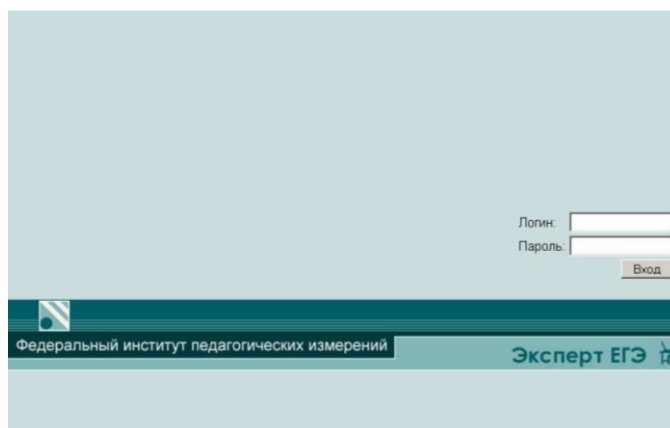 Логин:
Пароль:
Вход
Федеральный институт педагогических измерений
Эксперт ЕГЭ